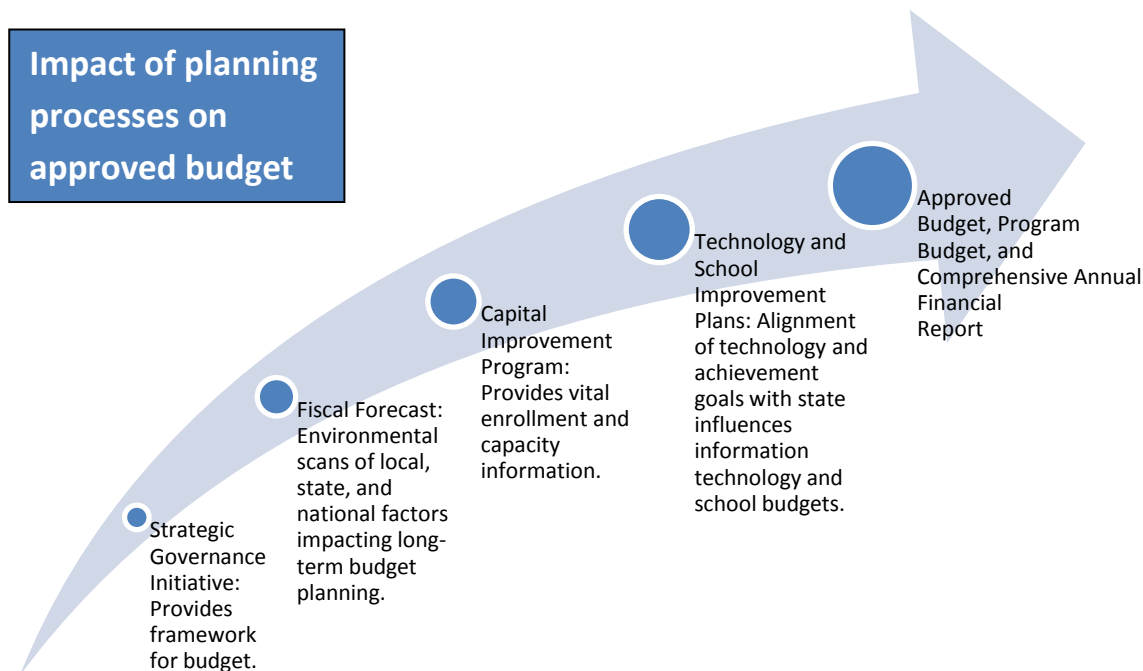 Impact of planning
processes on
approved budget
Strategic
Governance
Initiative:
Provides
framework
for budget.
Fiscal Forecast:
Environmental
scans of local,
state, and
national factors
impacting long-
term budget
planning.
Capital
Improvement
Program:
Provides vital
enrollment and
capacity
information.
Technology and
School
Improvement
Plans: Alignment
of technology and
achievement
goals with state
influences
information
technology and
school budgets.
Approved
Budget, Program
Budget, and
Comprehensive Annual
Financial
Report